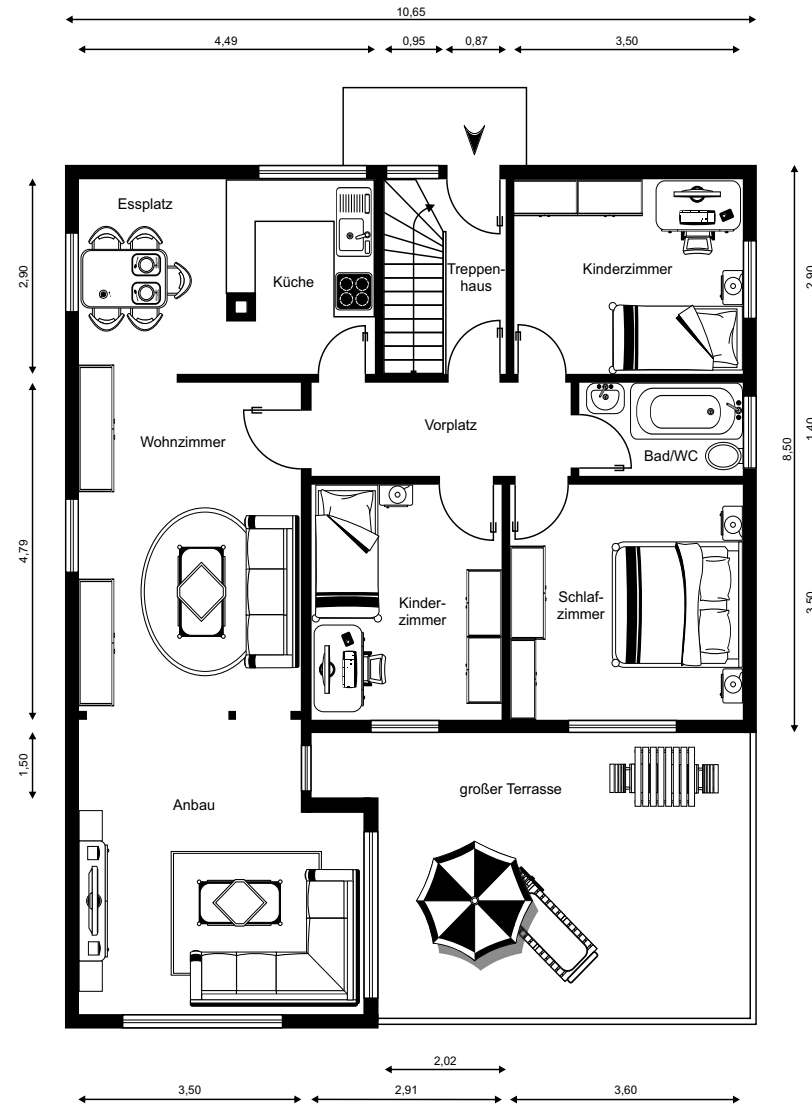 10,65
4,49
0,95
0,87
3,50
Essplatz
Küche
Treppen-
haus
Kinderzimmer
2,90
2,90
Wohnzimmer
Vorplatz
Bad/WC
1,40
8,50
4,79
Kinder-
zimmer
Schlaf-
zimmer
3,50
1,50
Anbau
großer Terrasse
2,02
3,50
2,91
3,60